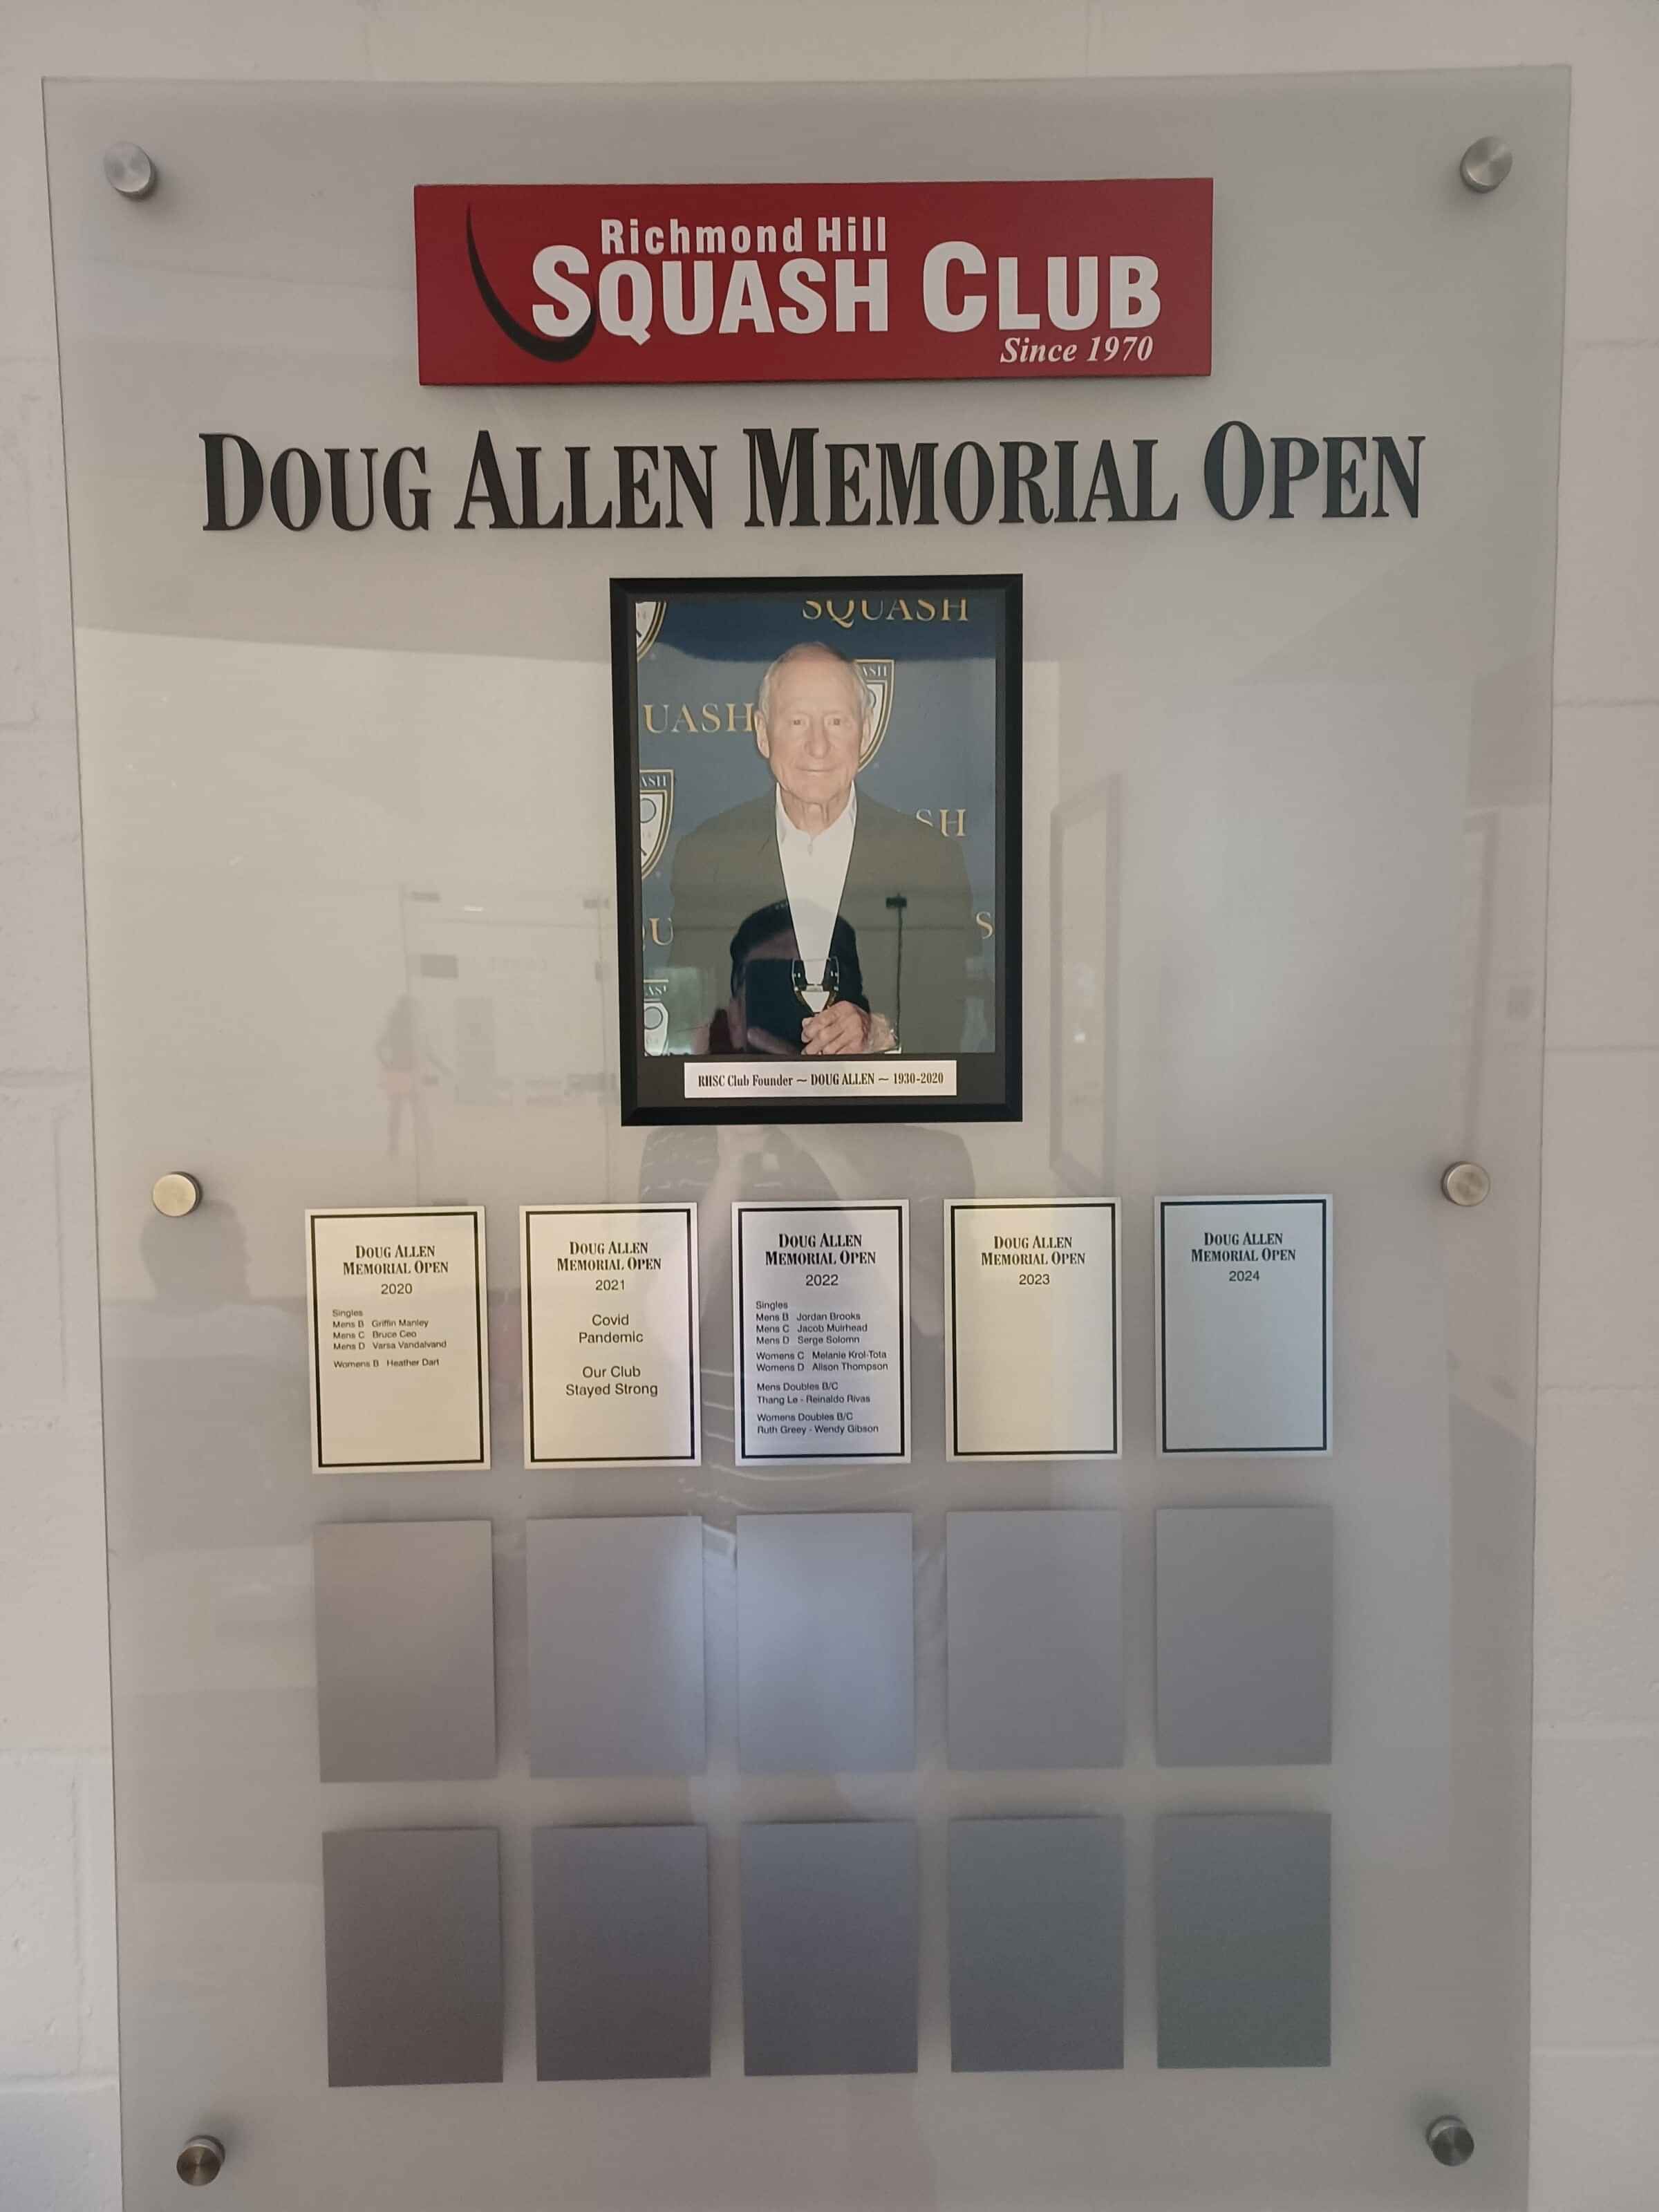 Richmond Hill
SQUASH CLUB
Since 1970
DOUG ALLEN MEMORIAL OPEN
SQUASH
ASH
UASH
ASH
SH
U
S
RHSC Club Founder ~ DOUG ALLEN ~ 1930-2020
DOUG ALLEN
MEMORIAL OPEN
2020
Singles
Mens B Griffin Manley
Mens C Bruce Ceo
Mens D Varsa Vandalvand
Womens B Heather Dart
DOUG ALLEN
MEMORIAL OPEN
2021
Covid
Pandemic
Our Club
Stayed Strong
DOUG ALLEN
MEMORIAL OPEN
2022
Singles
Mens B Jordan Brooks
Mens C Jacob Muirhead
Mens D Serge Solomn
Womens C Melanie Krol-Tota
Womens D Alison Thompson
Mens Doubles B/C
Thang Le - Reinaldo Rivas
Womens Doubles B/C
Ruth Greey - Wendy Gibson
DOUG ALLEN
MEMORIAL OPEN
2023
DOUG ALLEN
MEMORIAL OPEN
2024